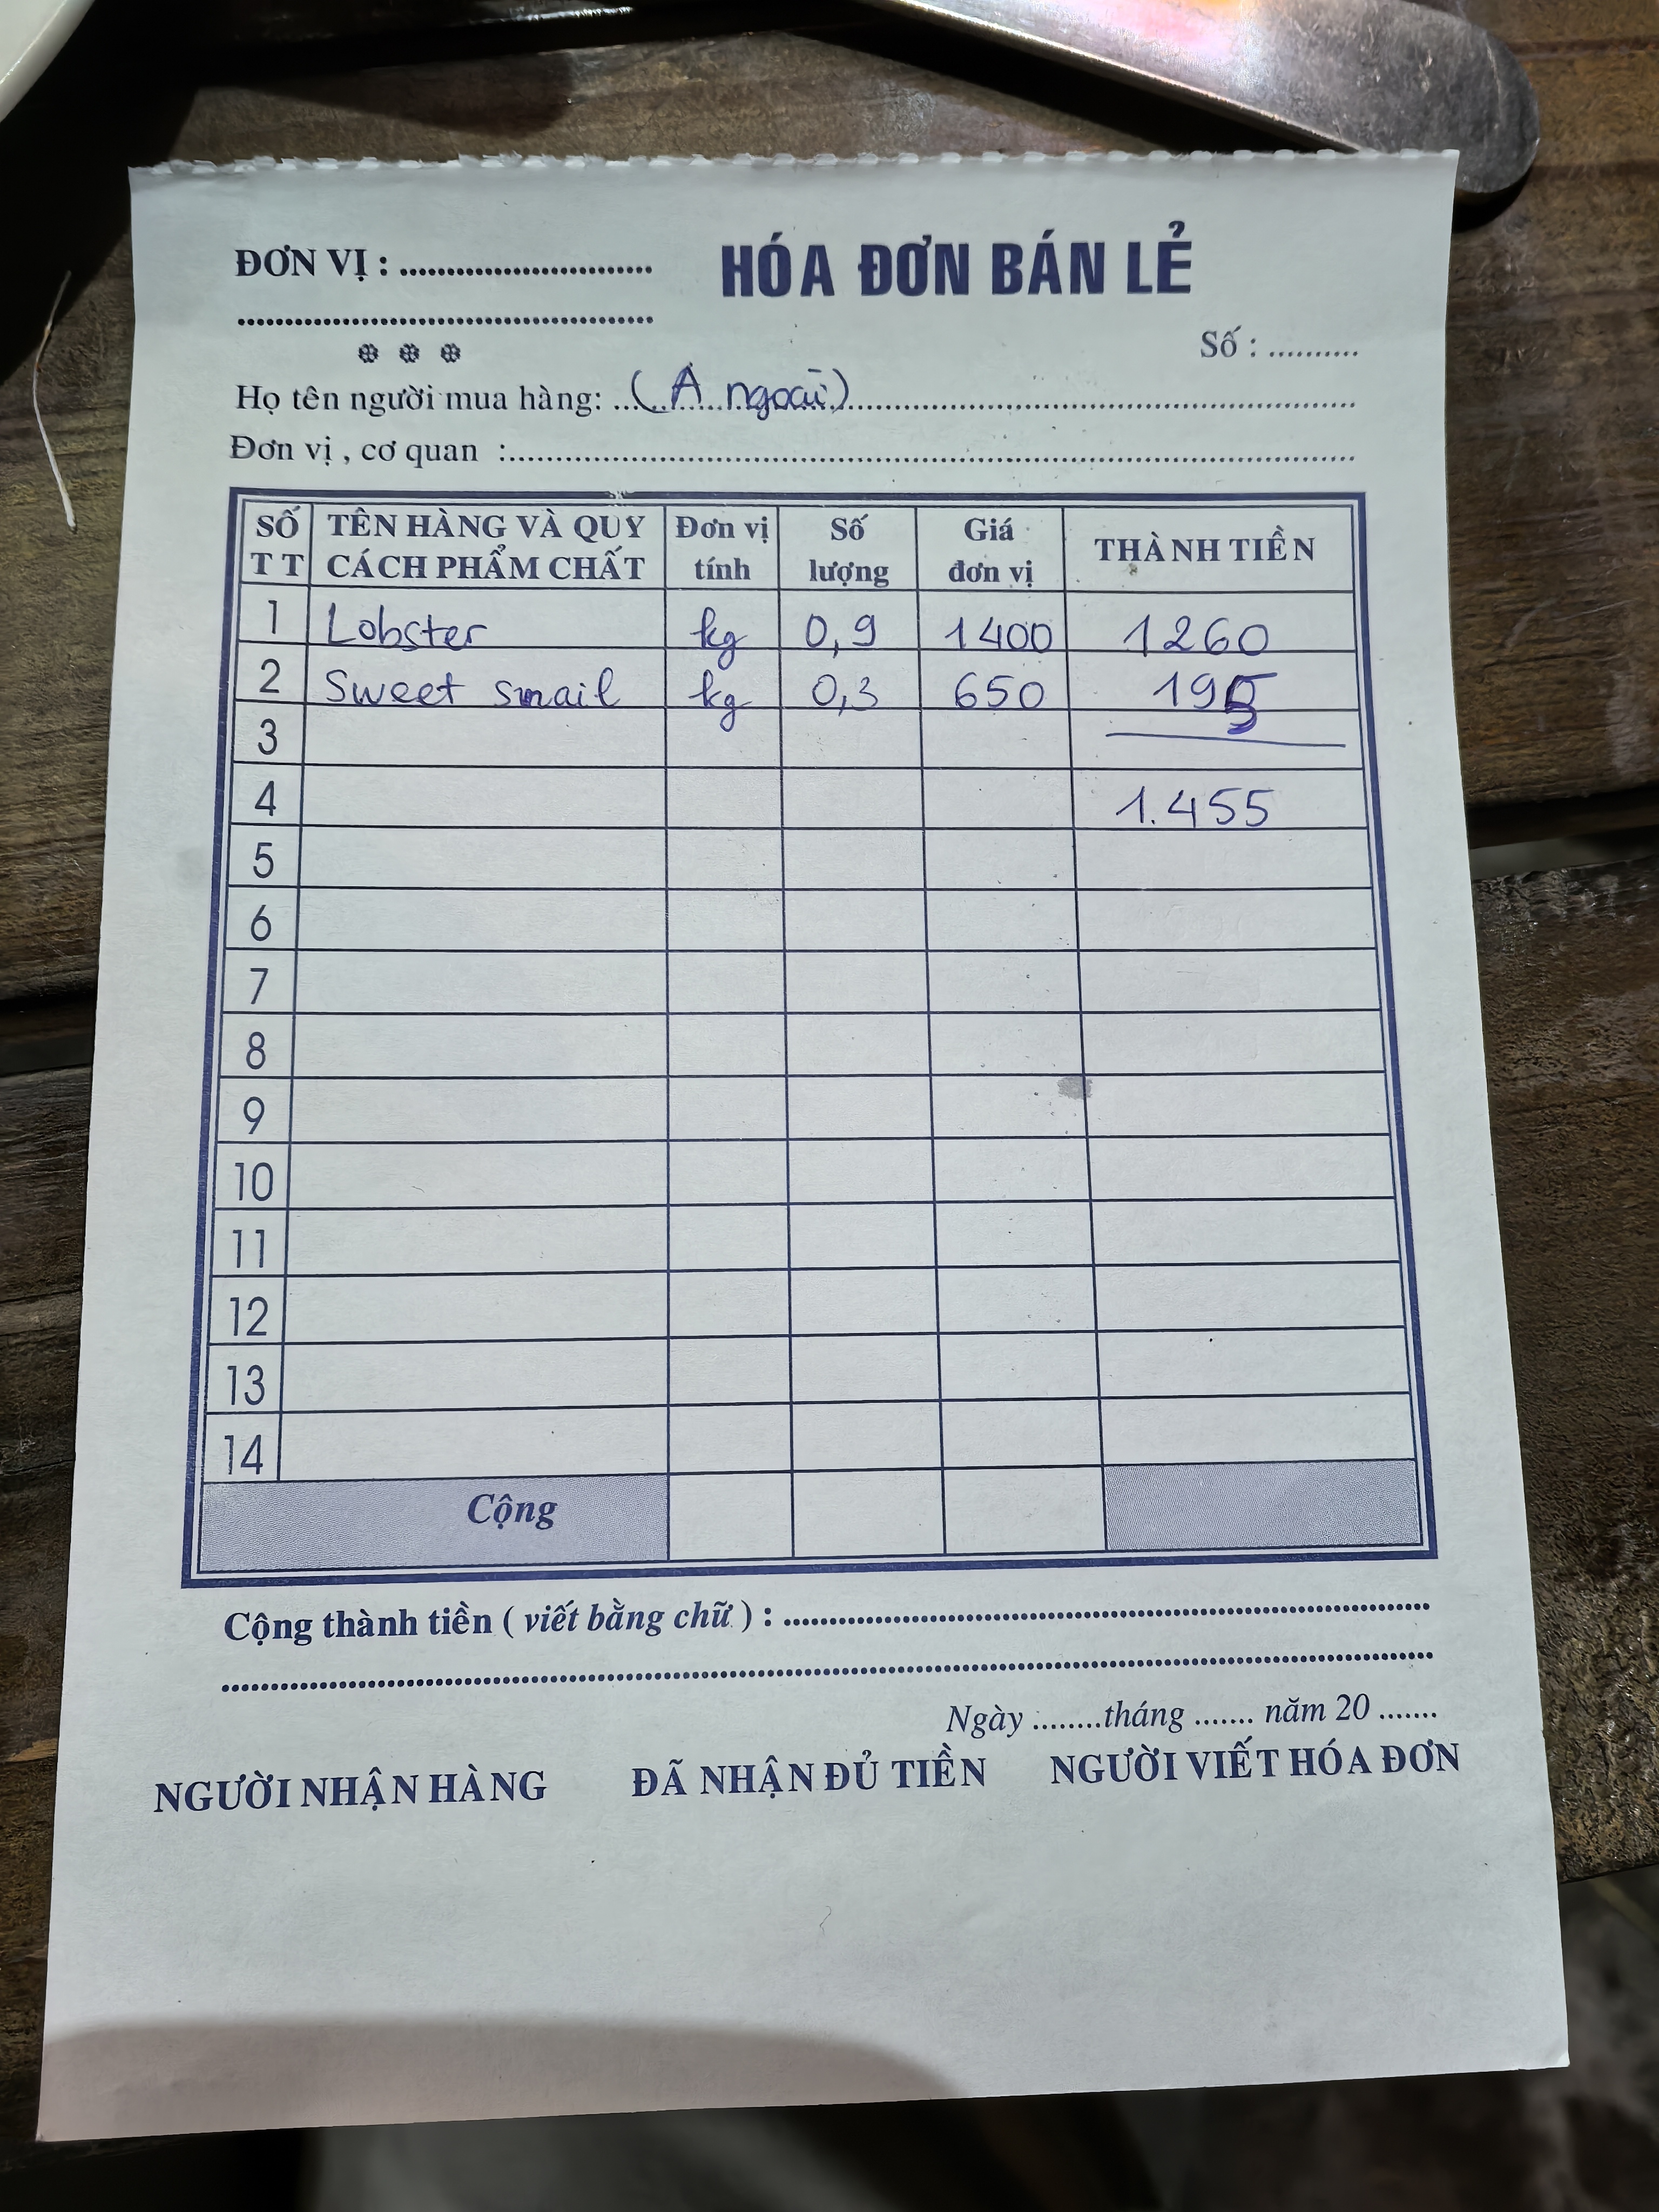 ĐƠN VỊ : ............................ HÓA ĐƠN BÁN LẺ
Số : ..........
Họ tên người mua hàng: (A ngoài)
Đơn vị , cơ quan :
SỐ TT TÊN HÀNG VÀ QUY CÁCH PHẨM CHẤT Đơn vị tính Số lượng Giá đơn vị THÀNH TIỀN
1 Lobster kg 0,9 1400 1260
2 Sweet snail kg 0,3 650 195
3
4 1.455
5
6
7
8
9
10
11
12
13
14
Cộng
Cộng thành tiền ( viết bằng chữ ) :
Ngày ........tháng ....... năm 20 .......
NGƯỜI NHẬN HÀNG ĐÃ NHẬN ĐỦ TIỀN NGƯỜI VIẾT HÓA ĐƠN